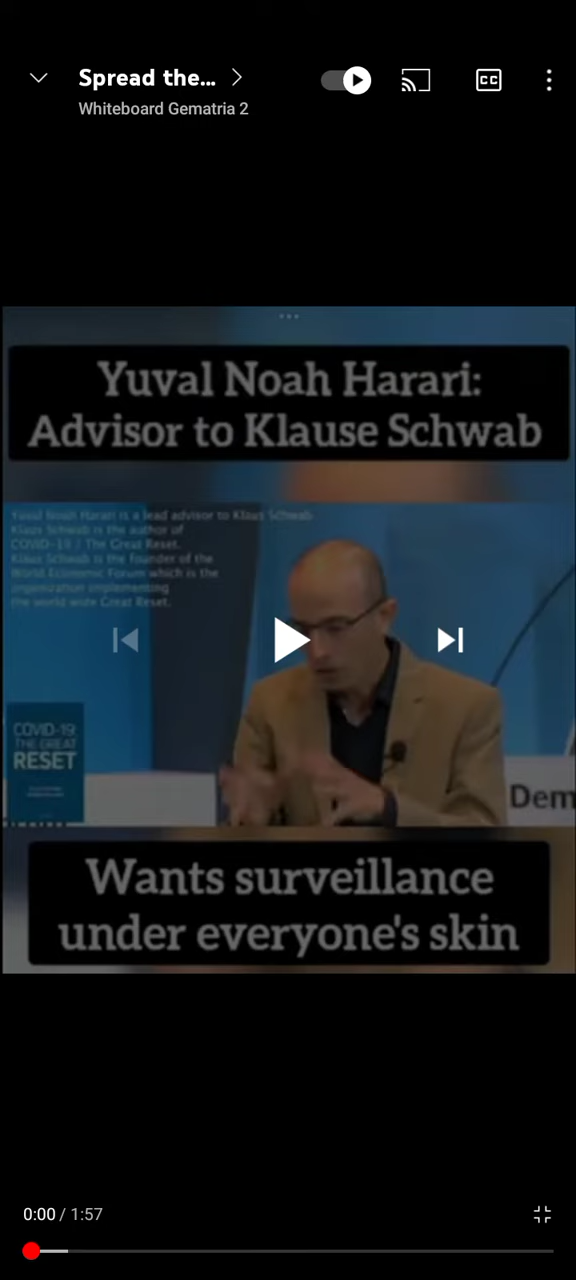 Spread the...
CC
Whiteboard Gematria 2
Yuval Noah Harari:
Advisor to Klause Schwab
Yuval Noah Harari is a lead advisor to Klaus Schwab.
Klaus Schwab is the author of
COVID-19 / The Great Reset.
Klaus Schwab is the founder of the
World Economic Forum which is the
organization implementing
the world wide Great Reset.
COVID-19:
THE GREAT
RESET
Dem
Wants surveillance
under everyone's skin
0:00 / 1:57